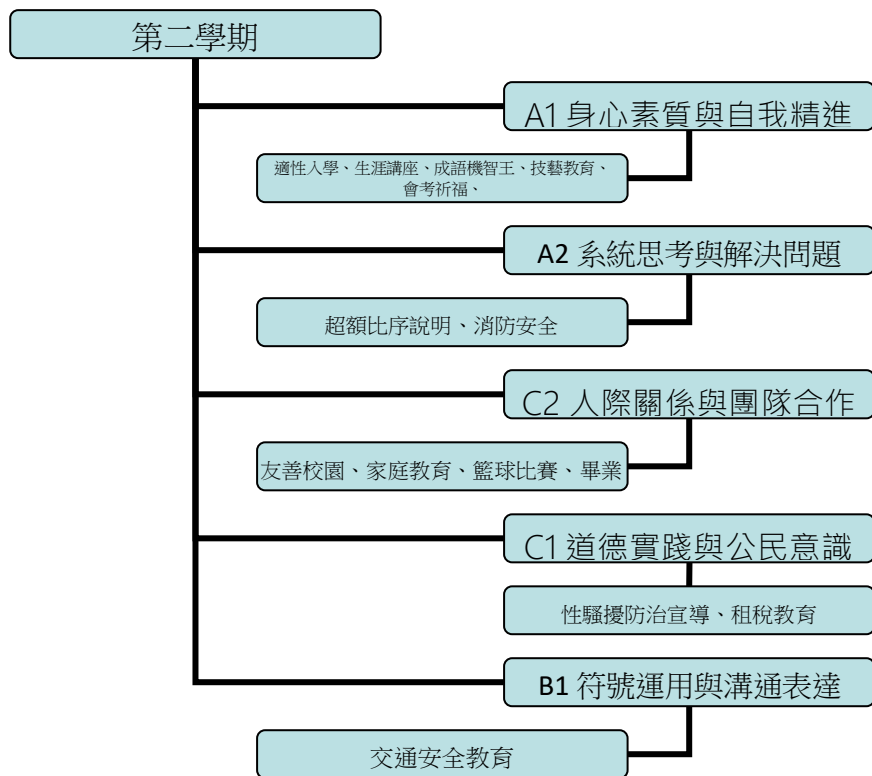 第二學期
A1 身心素質與自我精進
適性入學、生涯講座、成語機智王、技藝教育、
會考祈福、
A2 系統思考與解決問題
超額比序說明、消防安全
C2 人際關係與團隊合作
友善校園、家庭教育、籃球比賽、畢業
C1 道德實踐與公民意識
性騷擾防治宣導、租稅教育
B1 符號運用與溝通表達
交通安全教育